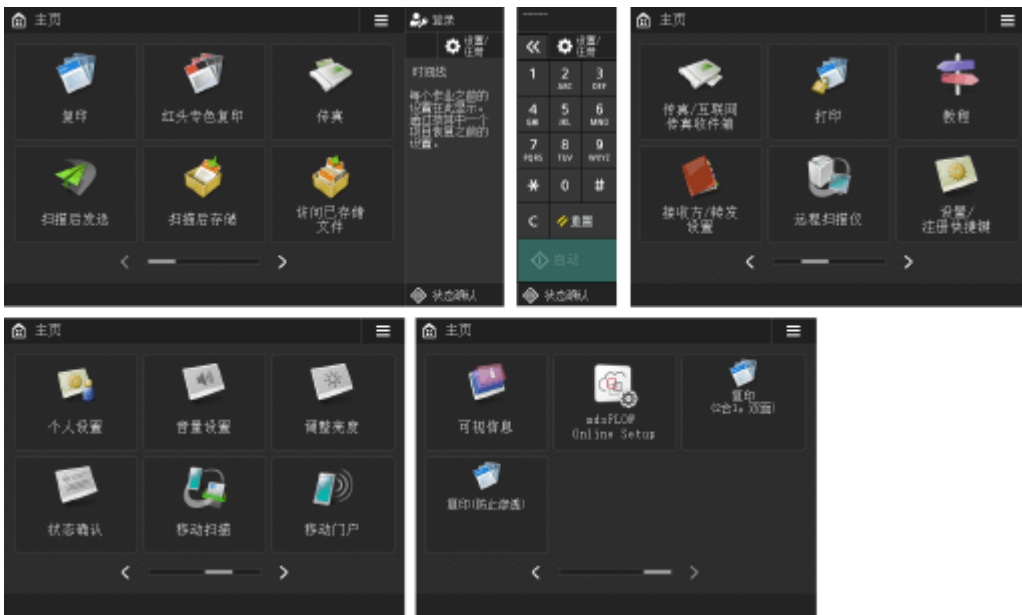 主页
登录
复印
红头专色复印
传真
扫描后发送
扫描后存储
访问已存储
文件
设置/
注册
时间线
每个作业之前的
设置在此显示。
通过按其中一个
项目恢复之前的
设置。
状态确认
设置/
注册
1 2 3
ABC DEF
4 5 6
GHI JKL MNO
7 8 9
PQRS TUV WXYZ
* 0 #
C 重置
启动
状态确认
主页
传真/互联网
传真收件箱
打印
教程
接收方/转发
设置
远程扫描仪
设置/
注册快捷键
主页
个人设置
音量设置
调整亮度
状态确认
移动扫描
移动门户
主页
可视信息
mdsFLOW
Online Setup
复印
(2合1, 双面)
复印(防止渗透)